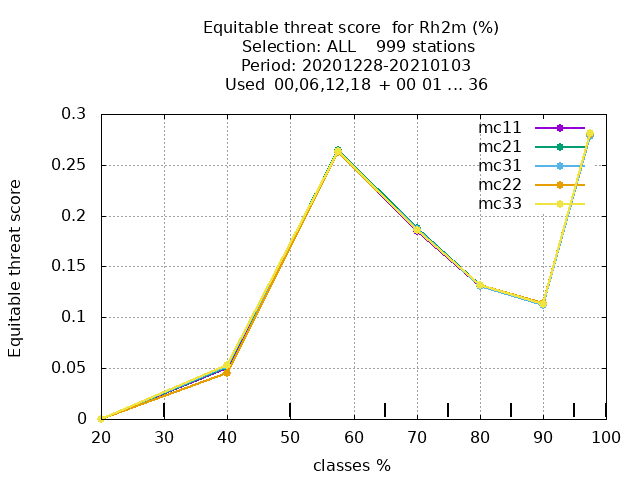 Equitable threat score for Rh2m (%)
Selection: ALL 999 stations
Period: 20201228-20210103
Used 00,06,12,18 + 00 01 ... 36
mc11
mc21
mc31
mc22
mc33
Equitable threat score
0.3
0.25
0.2
0.15
0.1
0.05
0
20 30 40 50 60 70 80 90 100
classes %